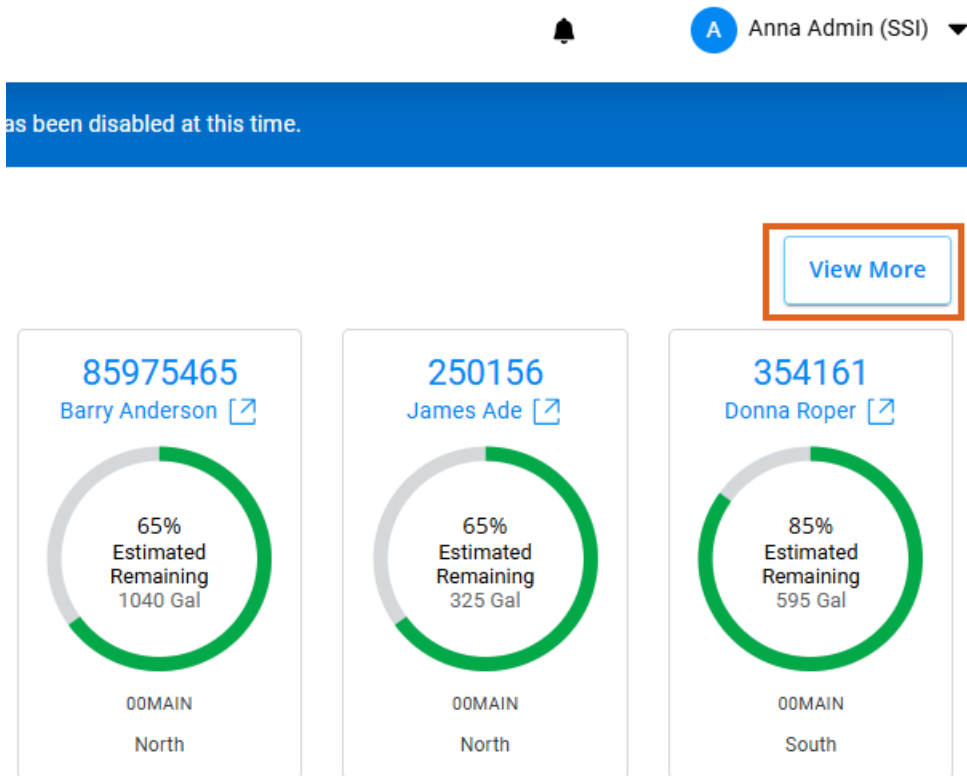 A Anna Admin (SSI)
as been disabled at this time.
View More
85975465
Barry Anderson
65%
Estimated
Remaining
1040 Gal
00MAIN
North
250156
James Ade
65%
Estimated
Remaining
325 Gal
00MAIN
North
354161
Donna Roper
85%
Estimated
Remaining
595 Gal
00MAIN
South